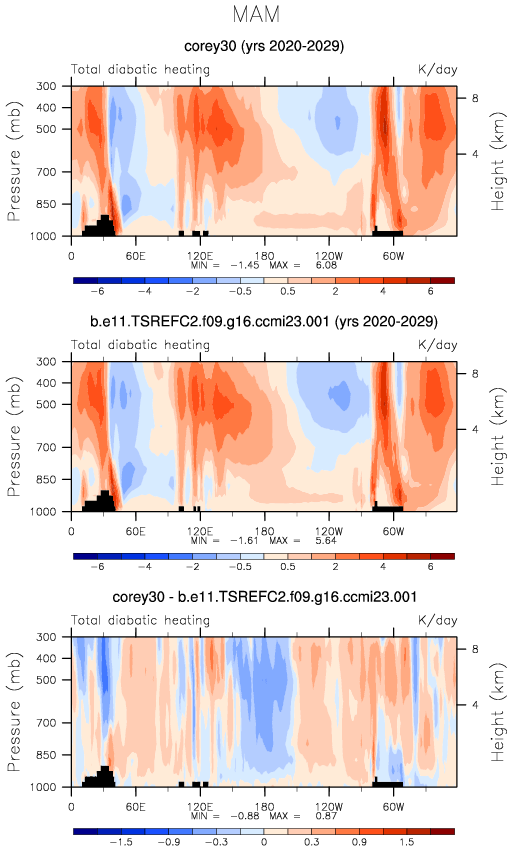 MAM
corey30 (yrs 2020-2029)
Total diabatic heating K/day
Pressure (mb)
300
400
500
700
850
1000
8
4
Height (km)
0 60E 120E 180 120W 60W
MIN = -1.45 MAX = 6.08
-6 -4 -2 -0.5 0.5 2 4 6
b.e11.TSREFC2.f09.g16.ccmi23.001 (yrs 2020-2029)
Total diabatic heating K/day
Pressure (mb)
300
400
500
700
850
1000
8
4
Height (km)
0 60E 120E 180 120W 60W
MIN = -1.61 MAX = 5.64
-6 -4 -2 -0.5 0.5 2 4 6
corey30 - b.e11.TSREFC2.f09.g16.ccmi23.001
Total diabatic heating K/day
Pressure (mb)
300
400
500
700
850
1000
8
4
Height (km)
0 60E 120E 180 120W 60W
MIN = -0.88 MAX = 0.87
-1.5 -0.9 -0.3 0 0.3 0.9 1.5